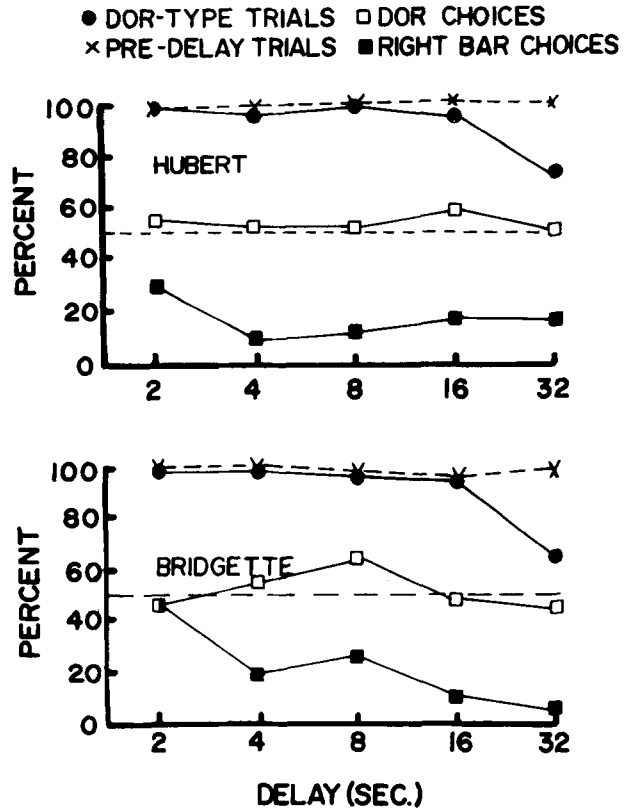 ● DOR-TYPE TRIALS □ DOR CHOICES
× PRE-DELAY TRIALS ■ RIGHT BAR CHOICES
100
80
60
40
20
0
PERCENT
HUBERT
2 4 8 16 32
100
80
60
40
20
0
PERCENT
BRIDGETTE
2 4 8 16 32
DELAY (SEC.)